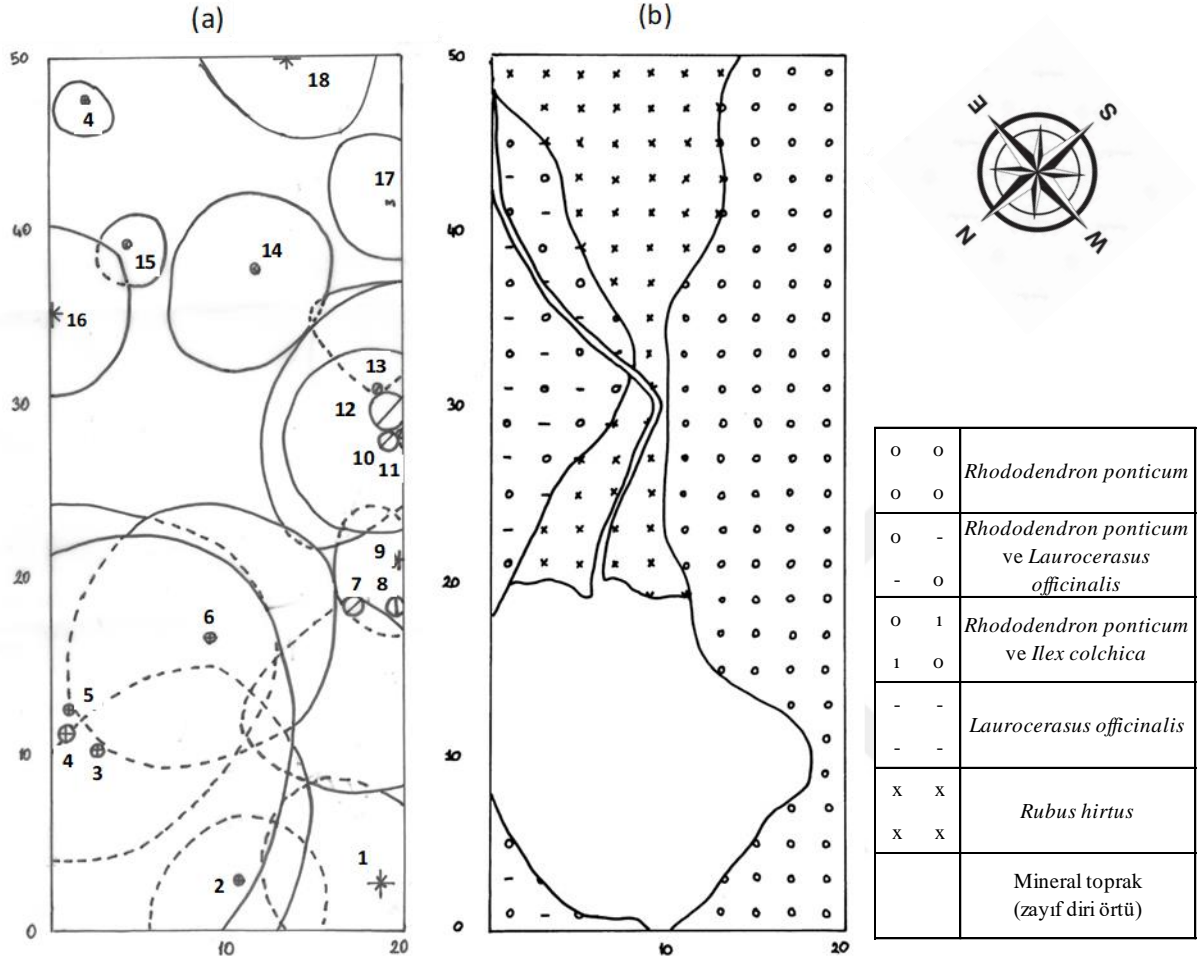 (a)
(b)
50
40
30
20
10
0
10
20
18
4
17
14
15
16
13
12
10
11
9
7
8
6
5
4
3
2
1
50
40
30
20
10
0
10
20
E
S
N
W
o o
o o
Rhododendron ponticum
o -
- o
Rhododendron ponticum
ve Laurocerasus
officinalis
o ı
ı o
Rhododendron ponticum
ve Ilex colchica
- -
- -
Laurocerasus officinalis
x x
x x
Rubus hirtus
Mineral toprak
(zayıf diri örtü)